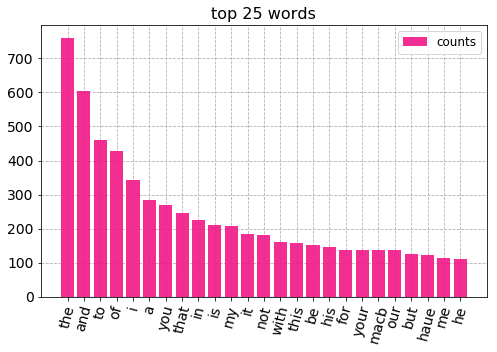 top 25 words
counts
700
600
500
400
300
200
100
0
the and to of i a you that in is my it not with this be his for your macb our but haue me he